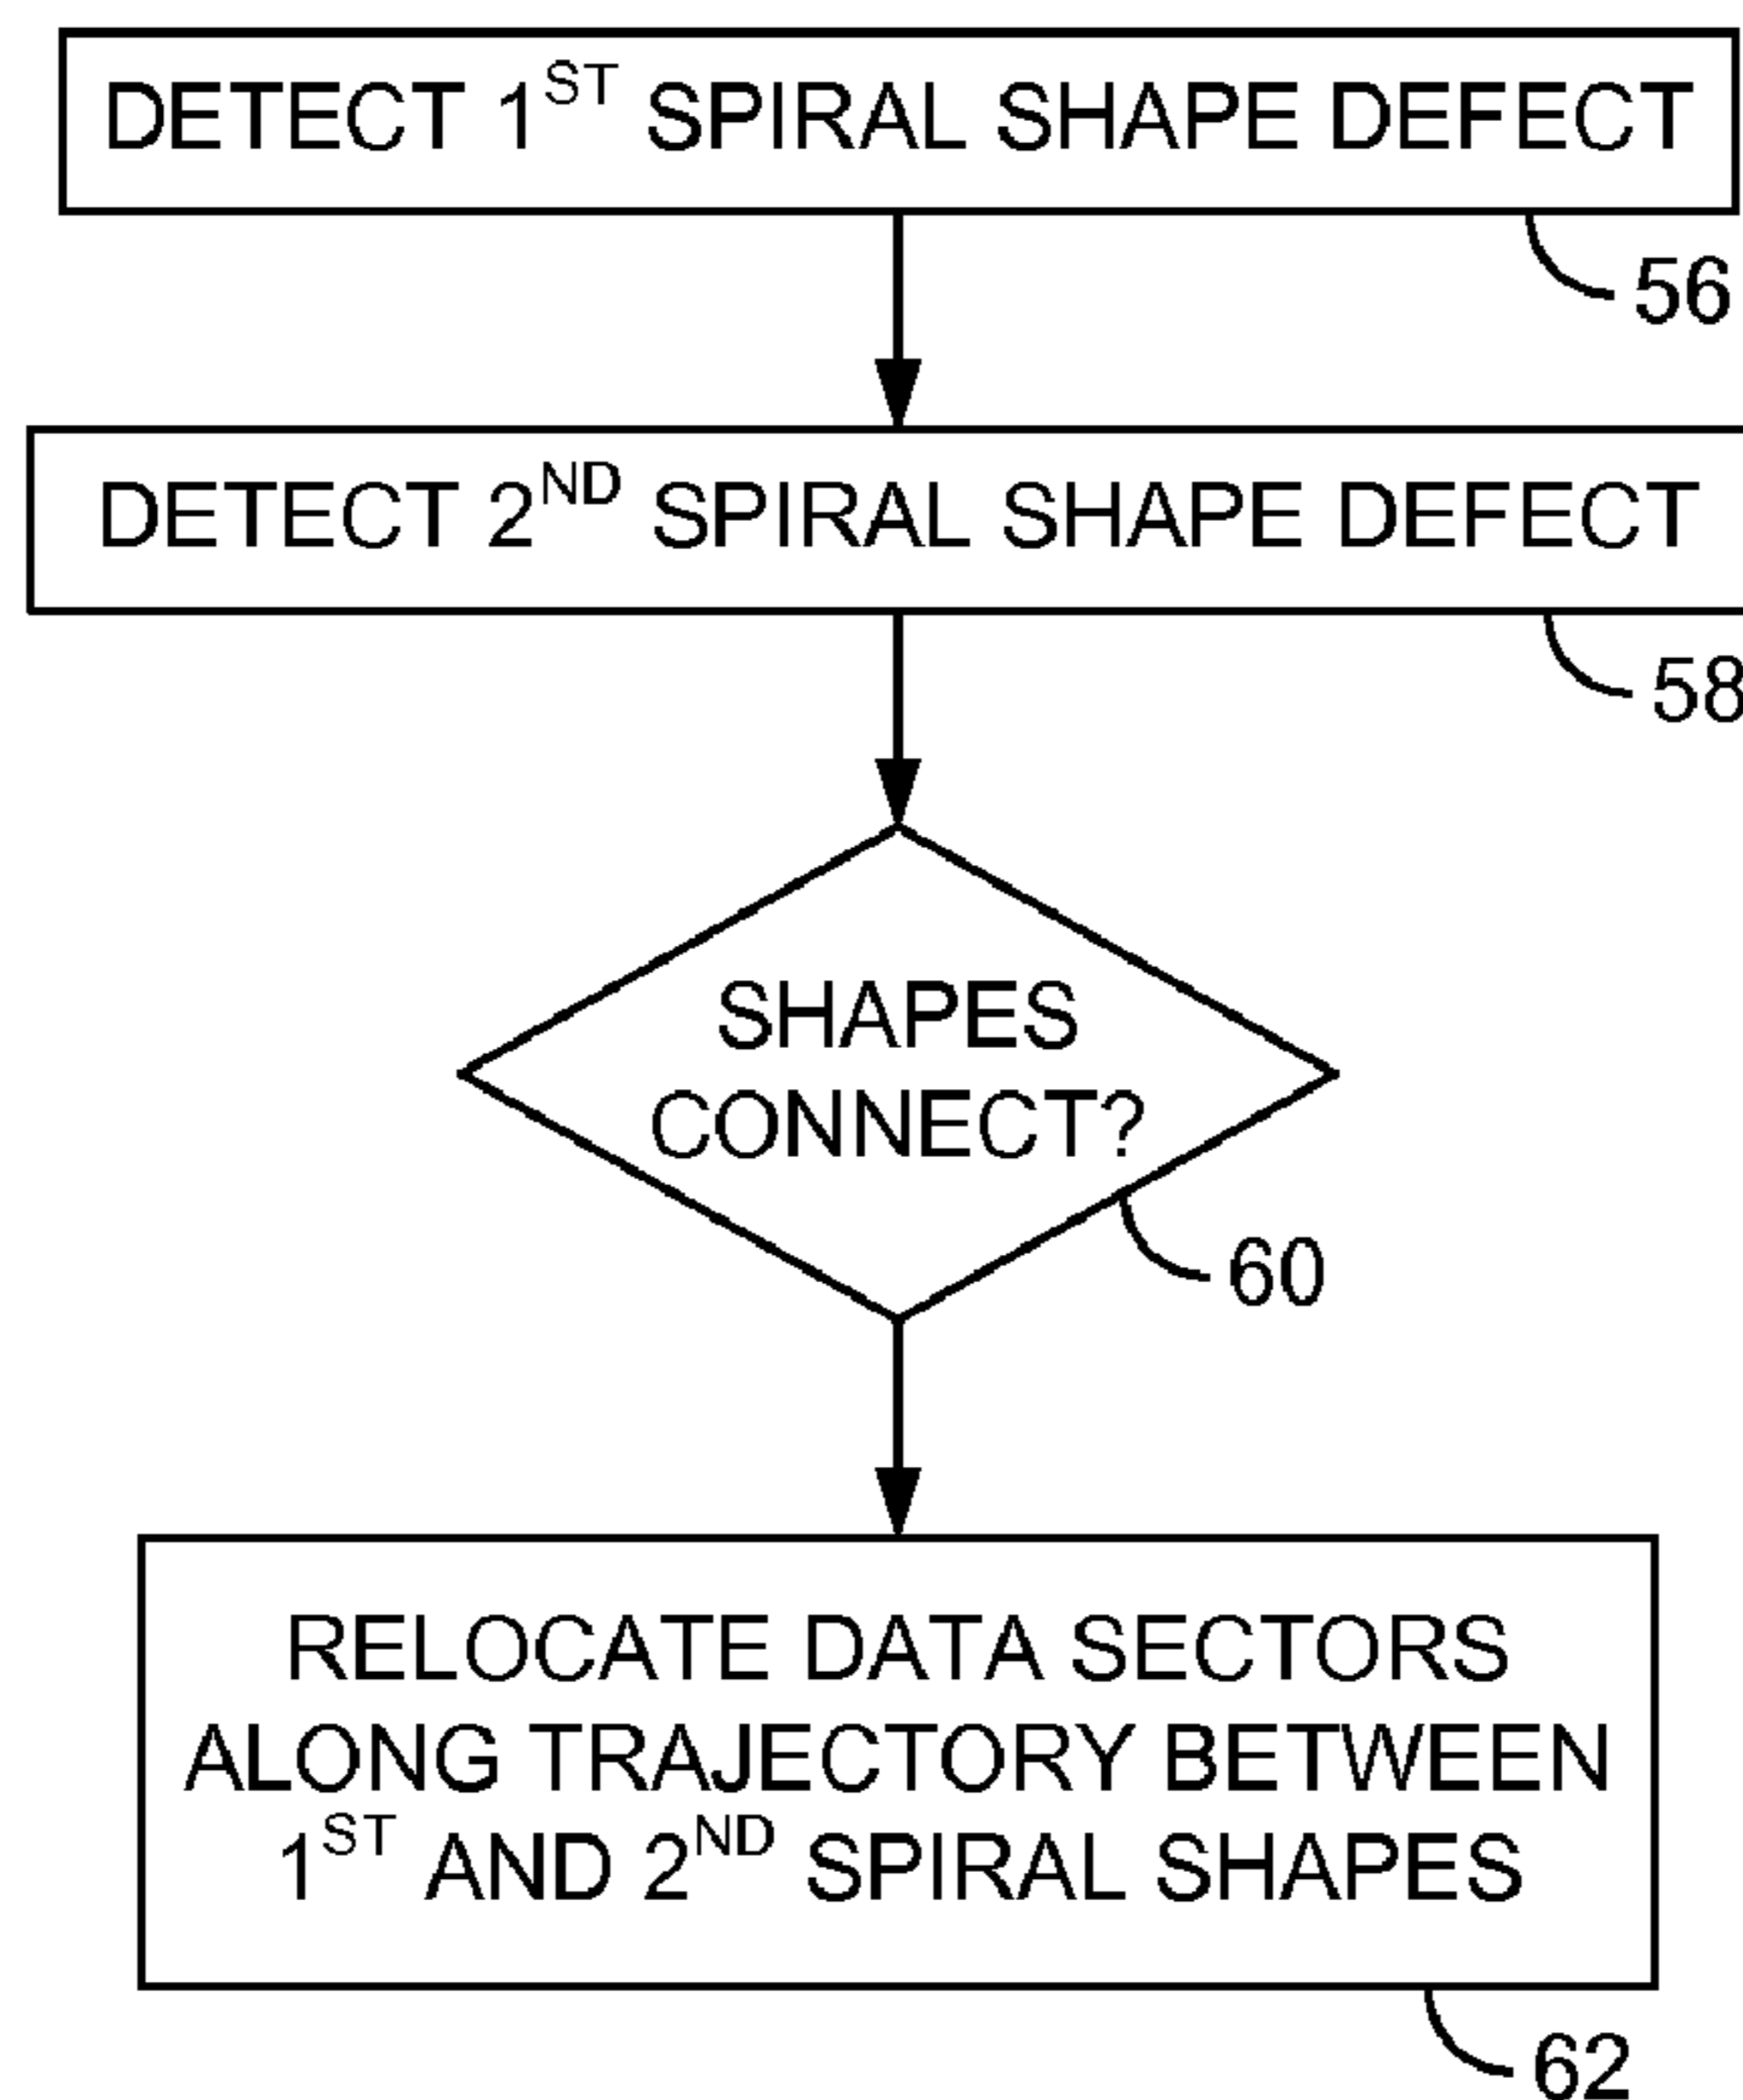 DETECT 1ST SPIRAL SHAPE DEFECT
56
DETECT 2ND SPIRAL SHAPE DEFECT
58
SHAPES
CONNECT?
60
RELOCATE DATA SECTORS
ALONG TRAJECTORY BETWEEN
1ST AND 2ND SPIRAL SHAPES
62